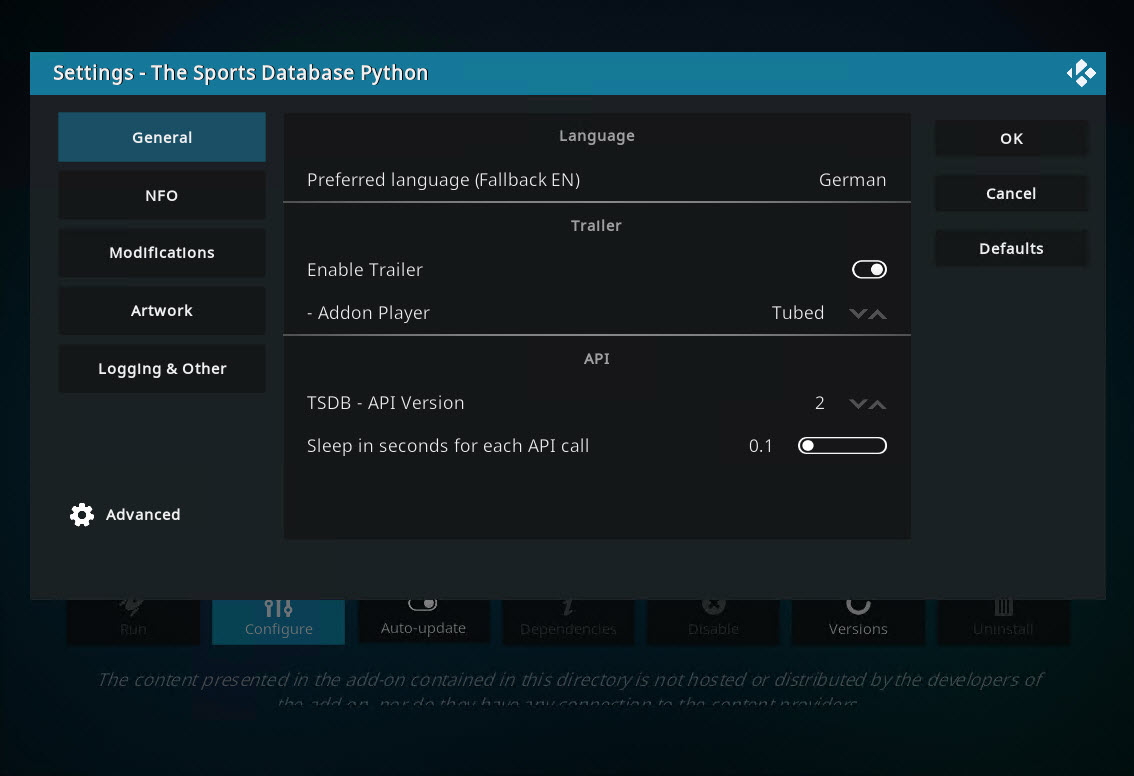 Settings - The Sports Database Python
General
NFO
Modifications
Artwork
Logging & Other
Advanced
Language
Preferred language (Fallback EN) German
Trailer
Enable Trailer
- Addon Player Tubed
API
TSDB - API Version 2
Sleep in seconds for each API call 0.1
OK
Cancel
Defaults
Run Configure Auto-update Dependencies Disable Versions Uninstall
The content presented in the add-on contained in this directory is not hosted or distributed by the developers of
the add-on, nor do they have any connection to the content providers.